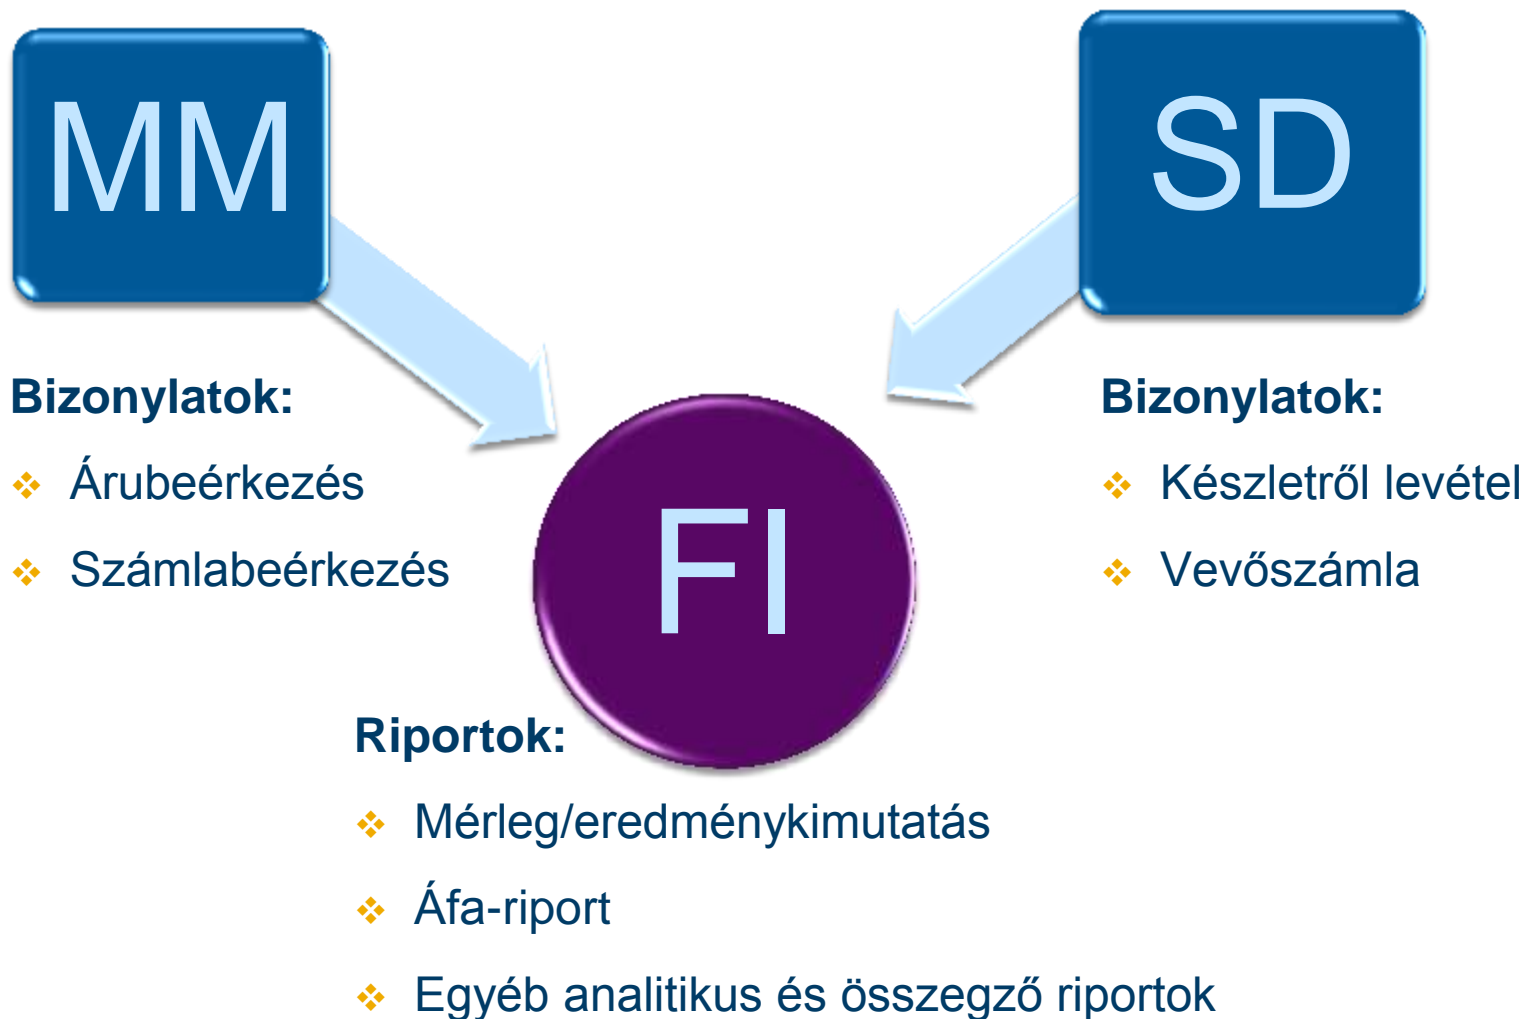 MM
SD
Bizonylatok:
Árubeérkezés
Számlabeérkezés
Bizonylatok:
Készletről levétel
Vevőszámla
FI
Riportok:
Mérleg/eredménykimutatás
Áfa-riport
Egyéb analitikus és összegző riportok